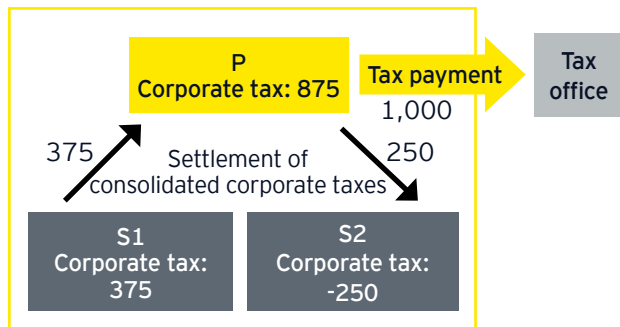 P
Corporate tax: 875
Tax payment
1,000
Tax
office
375
Settlement of
consolidated corporate taxes
250
S1
Corporate tax:
375
S2
Corporate tax:
-250